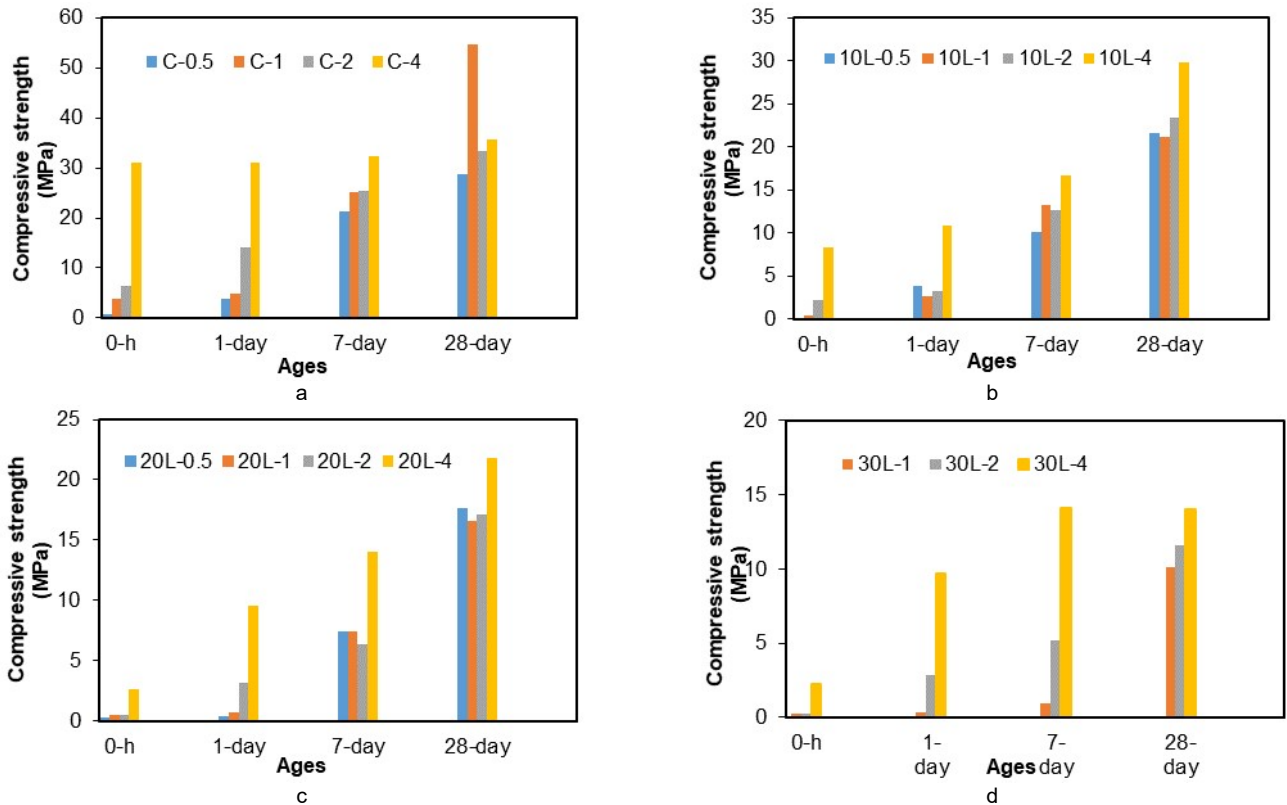 60
50
40
30
20
10
0
Compressive strength
(MPa)
C-0.5 C-1 C-2 C-4
0-h 1-day 7-day 28-day
Ages
a
35
30
25
20
15
10
5
0
Compressive strength
(MPa)
10L-0.5 10L-1 10L-2 10L-4
0-h 1-day 7-day 28-day
Ages
b
25
20
15
10
5
0
Compressive strength
(MPa)
20L-0.5 20L-1 20L-2 20L-4
0-h 1-day 7-day 28-day
Ages
c
20
15
10
5
0
Compressive strength
(MPa)
30L-1 30L-2 30L-4
0-h 1- 7- 28-
day day day
Ages
d